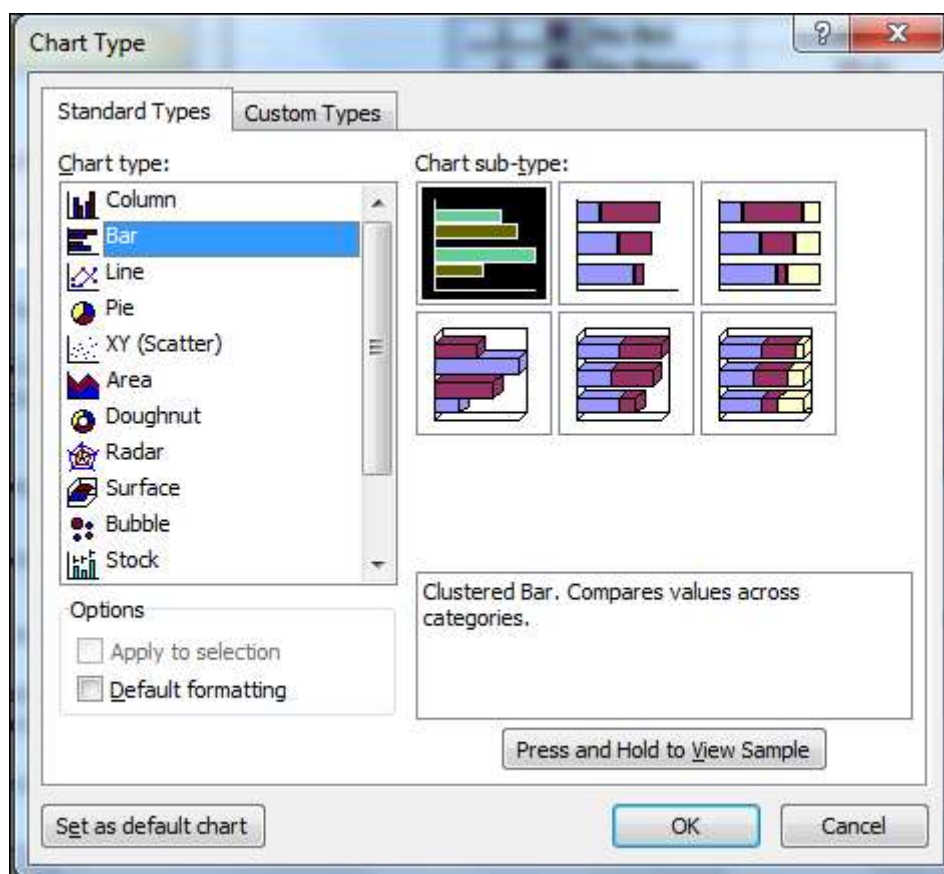 Chart Type
Standard Types
Custom Types
Chart type:
Chart sub-type:
Column
Bar
Line
Pie
XY (Scatter)
Area
Doughnut
Radar
Surface
Bubble
Stock
Options
Apply to selection
Default formatting
Clustered Bar. Compares values across
categories.
Press and Hold to View Sample
Set as default chart
OK
Cancel